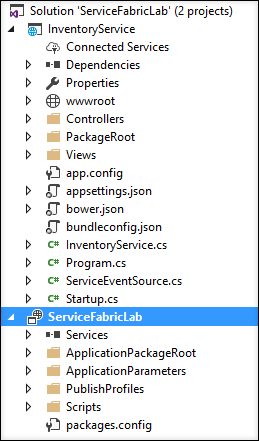 Solution 'ServiceFabricLab' (2 projects)
InventoryService
Connected Services
Dependencies
Properties
wwwroot
Controllers
PackageRoot
Views
app.config
appsettings.json
bower.json
bundleconfig.json
C# InventoryService.cs
C# Program.cs
C# ServiceEventSource.cs
C# Startup.cs
ServiceFabricLab
Services
ApplicationPackageRoot
ApplicationParameters
PublishProfiles
Scripts
packages.config